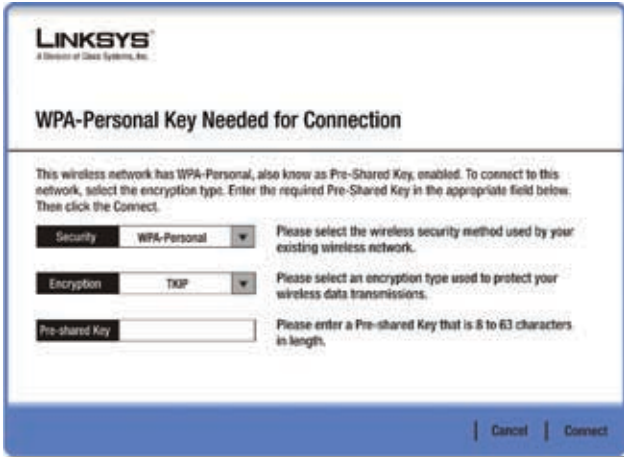 LINKSYS®
A Division of Cisco Systems, Inc.
WPA-Personal Key Needed for Connection
This wireless network has WPA-Personal, also know as Pre-Shared Key, enabled. To connect to this
network, select the encryption type. Enter the required Pre-Shared Key in the appropriate field below.
Then click the Connect.
Security WPA-Personal Please select the wireless security method used by your
existing wireless network.
Encryption TKIP Please select an encryption type used to protect your
wireless data transmissions.
Pre-shared Key Please enter a Pre-shared Key that is 8 to 63 characters
in length.
Cancel Connect